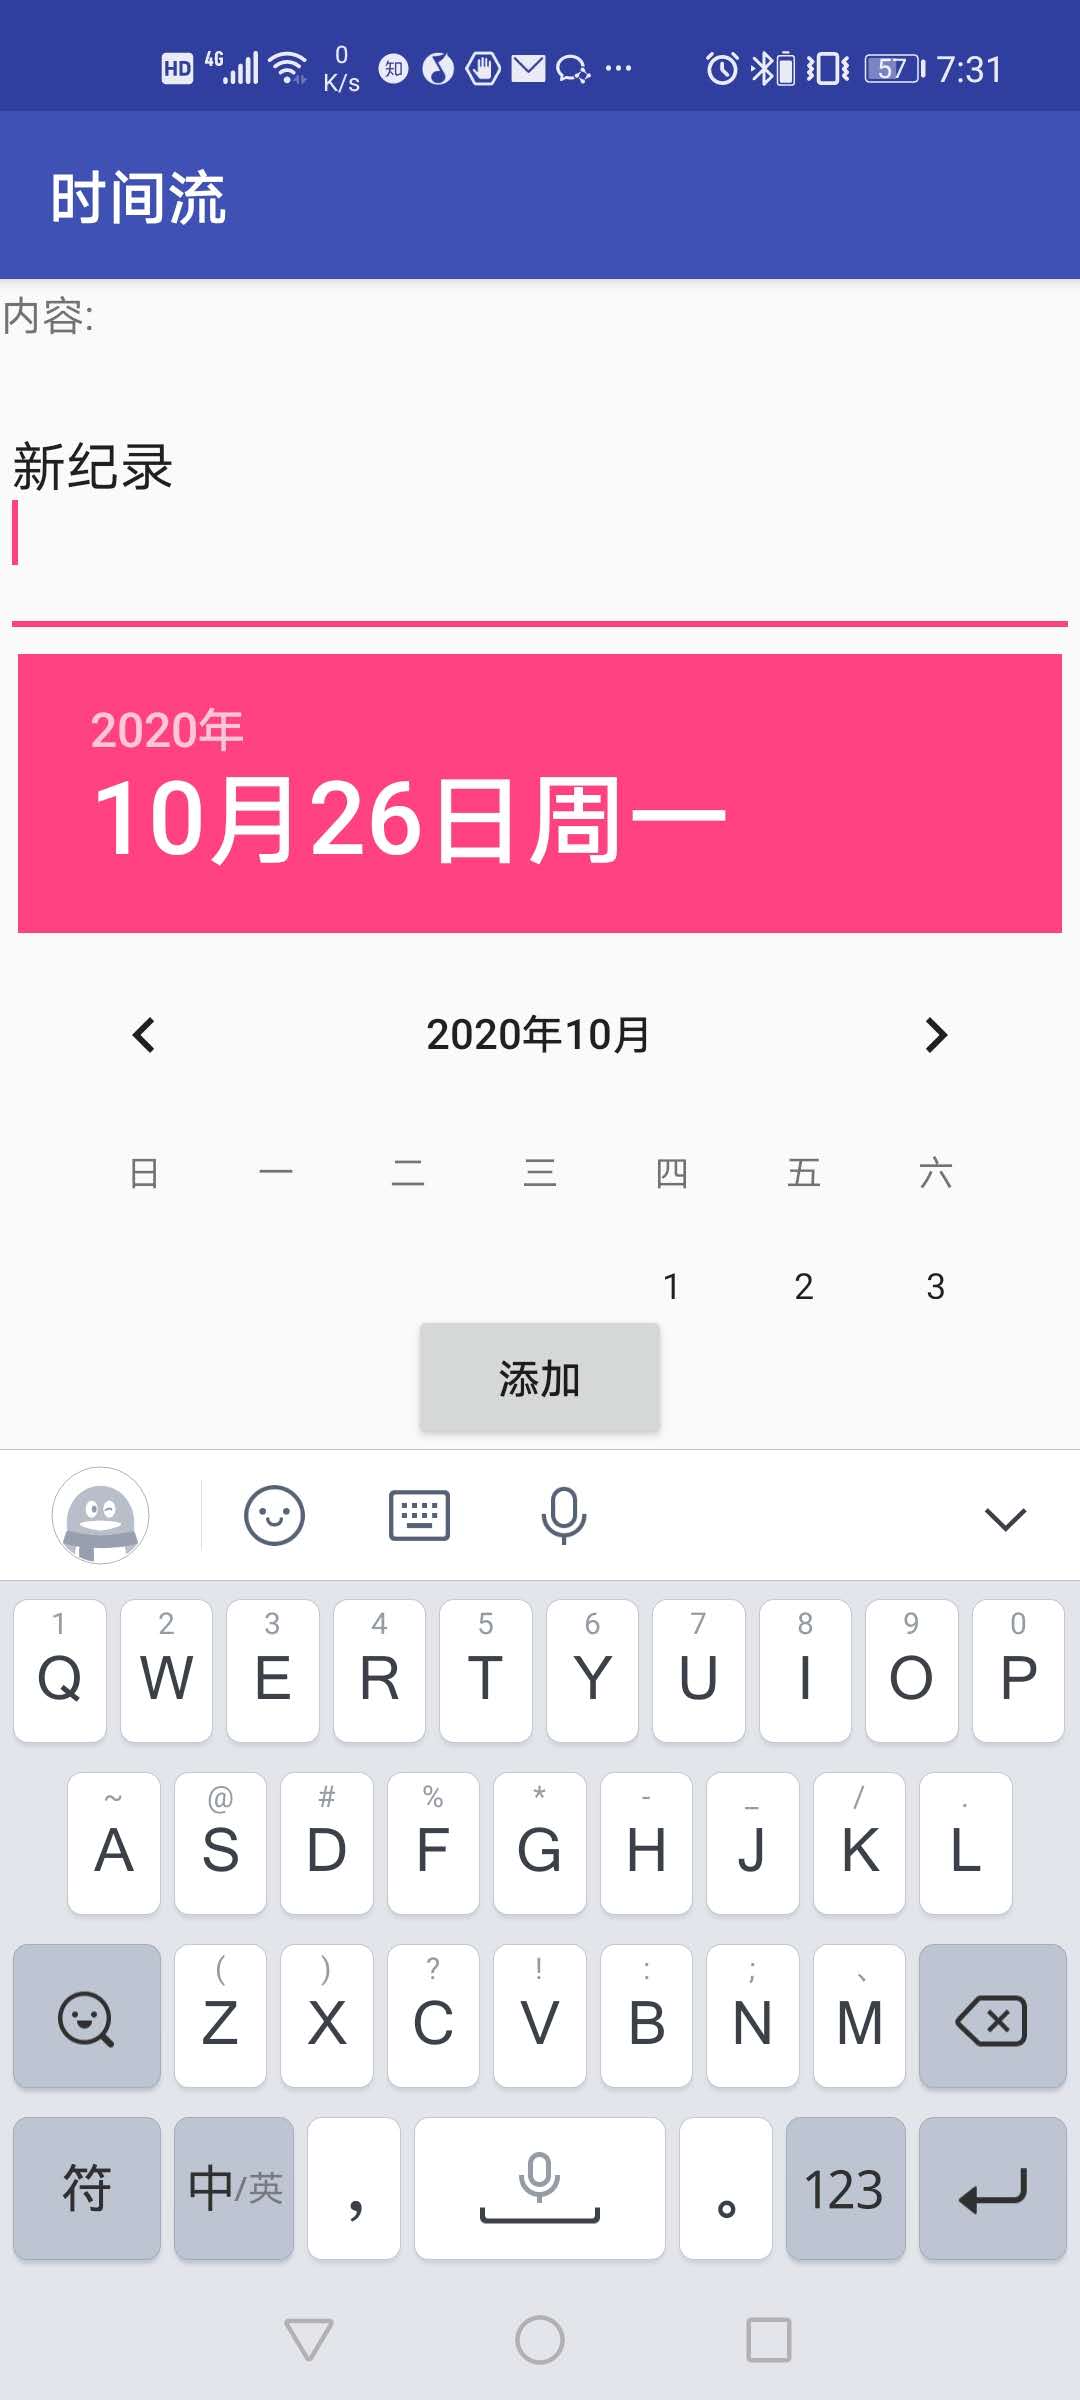 HD 4G 0 K/s 知 57 7:31
时间流
内容:
新纪录
2020年
10月26日周一
2020年10月
日 一 二 三 四 五 六
1 2 3
添加
1 2 3 4 5 6 7 8 9 0
Q W E R T Y U I O P
~ @ # % * - _ / .
A S D F G H J K L
( ) ? ! : ; 、
Z X C V B N M
符 中/英 , 。 123